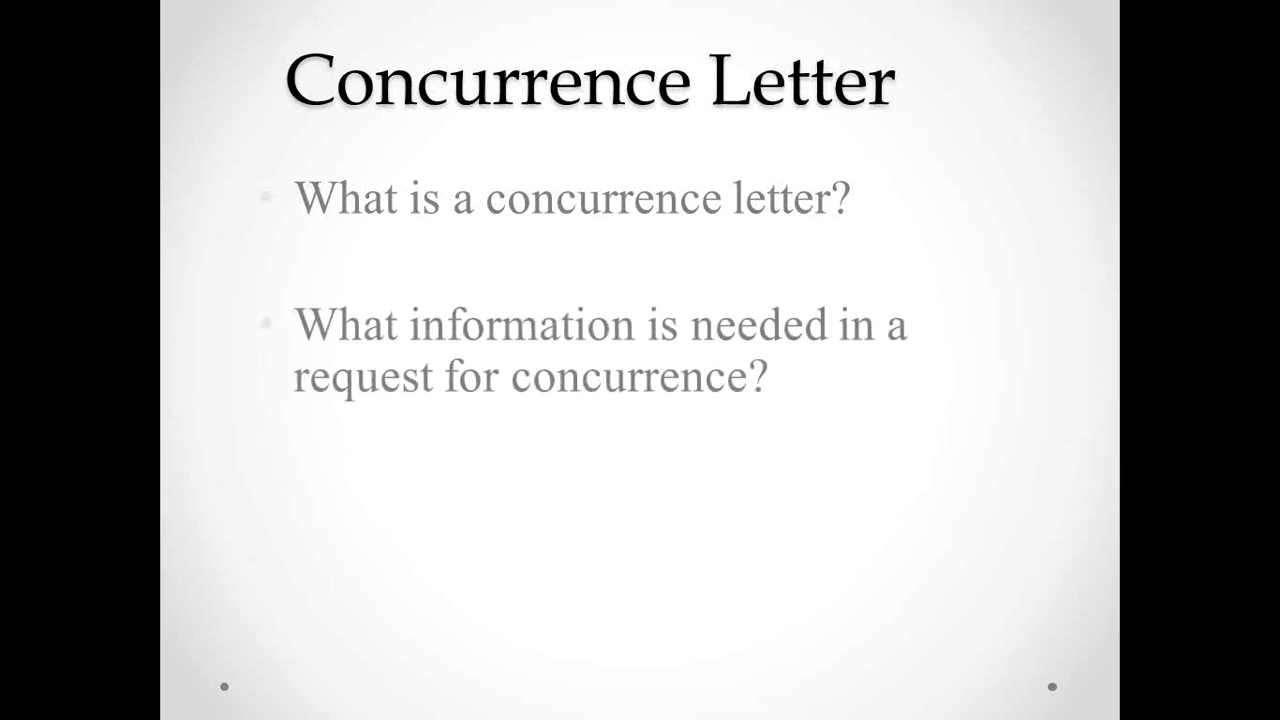 Concurrence Letter
• What is a concurrence letter?
• What information is needed in a
request for concurrence?